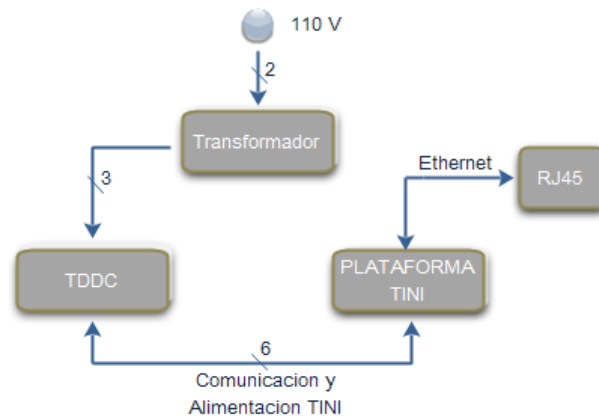 110 V
2
Transformador
3
Ethernet
RJ45
TDDC
PLATAFORMA
TINI
6
Comunicacion y
Alimentacion TINI